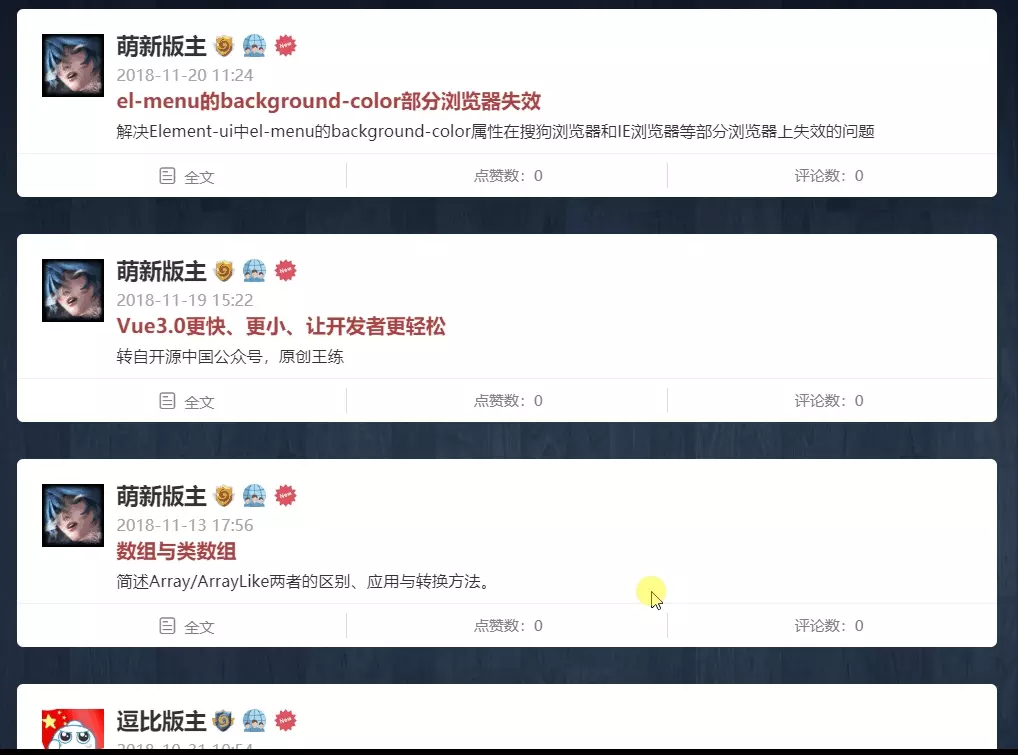 萌新版主 New
2018-11-20 11:24
el-menu的background-color部分浏览器失效
解决Element-ui中el-menu的background-color属性在搜狗浏览器和IE浏览器等部分浏览器上失效的问题
全文 点赞数：0 评论数：0
萌新版主 New
2018-11-19 15:22
Vue3.0更快、更小、让开发者更轻松
转自开源中国公众号，原创王练
全文 点赞数：0 评论数：0
萌新版主 New
2018-11-13 17:56
数组与类数组
简述Array/ArrayLike两者的区别、应用与转换方法。
全文 点赞数：0 评论数：0
逗比版主 New
2018-10-31 10:54